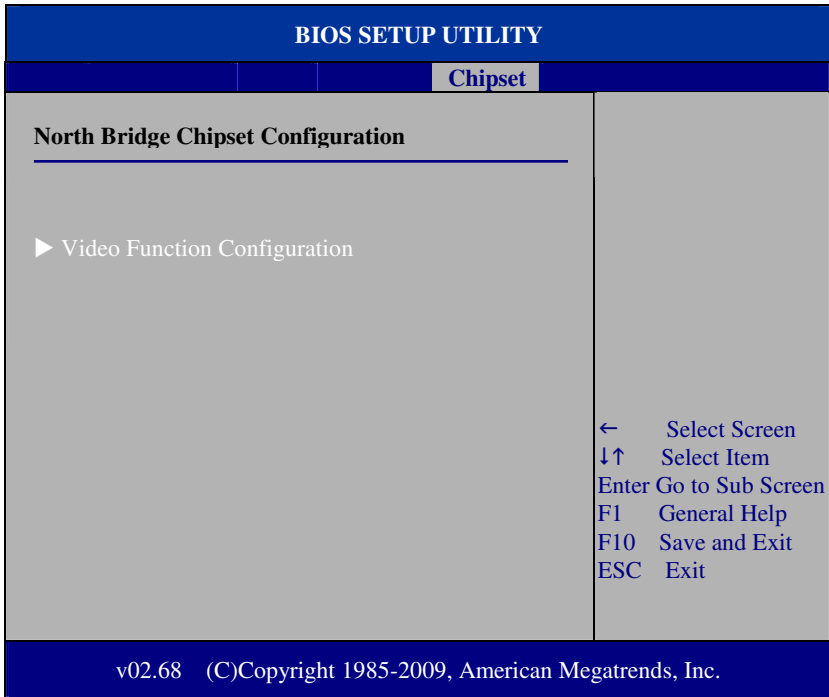 BIOS SETUP UTILITY
Chipset
North Bridge Chipset Configuration
▶ Video Function Configuration
← Select Screen
↓↑ Select Item
Enter Go to Sub Screen
F1 General Help
F10 Save and Exit
ESC Exit
v02.68 (C)Copyright 1985-2009, American Megatrends, Inc.